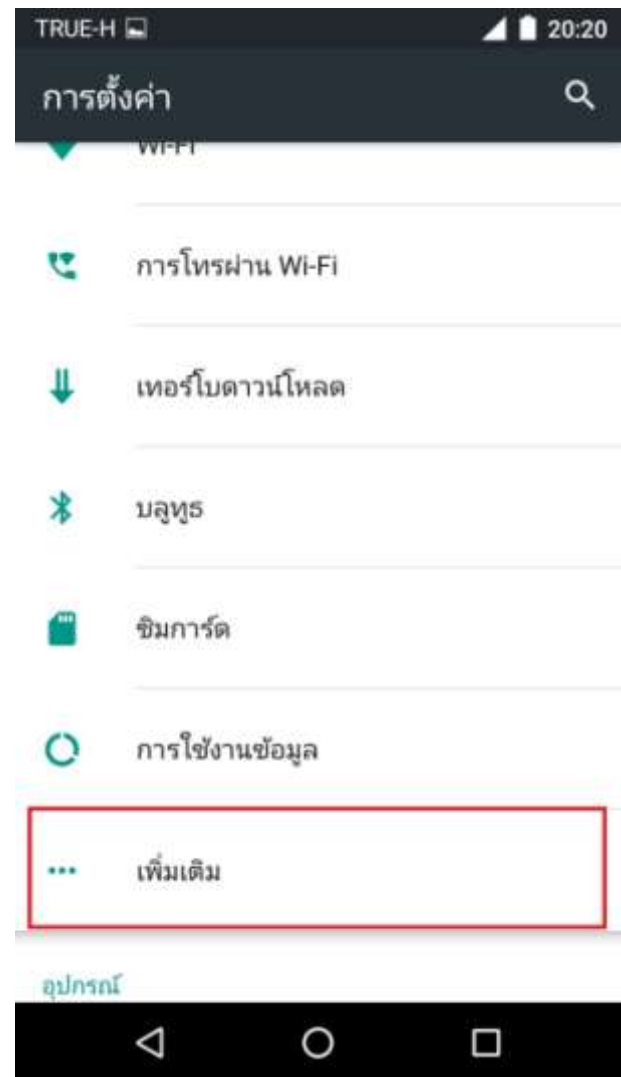 TRUE-H 20:20
การตั้งค่า
Wi-Fi
การโทรผ่าน Wi-Fi
เทอร์โบดาวน์โหลด
บลูทูธ
ซิมการ์ด
การใช้งานข้อมูล
เพิ่มเติม
อุปกรณ์